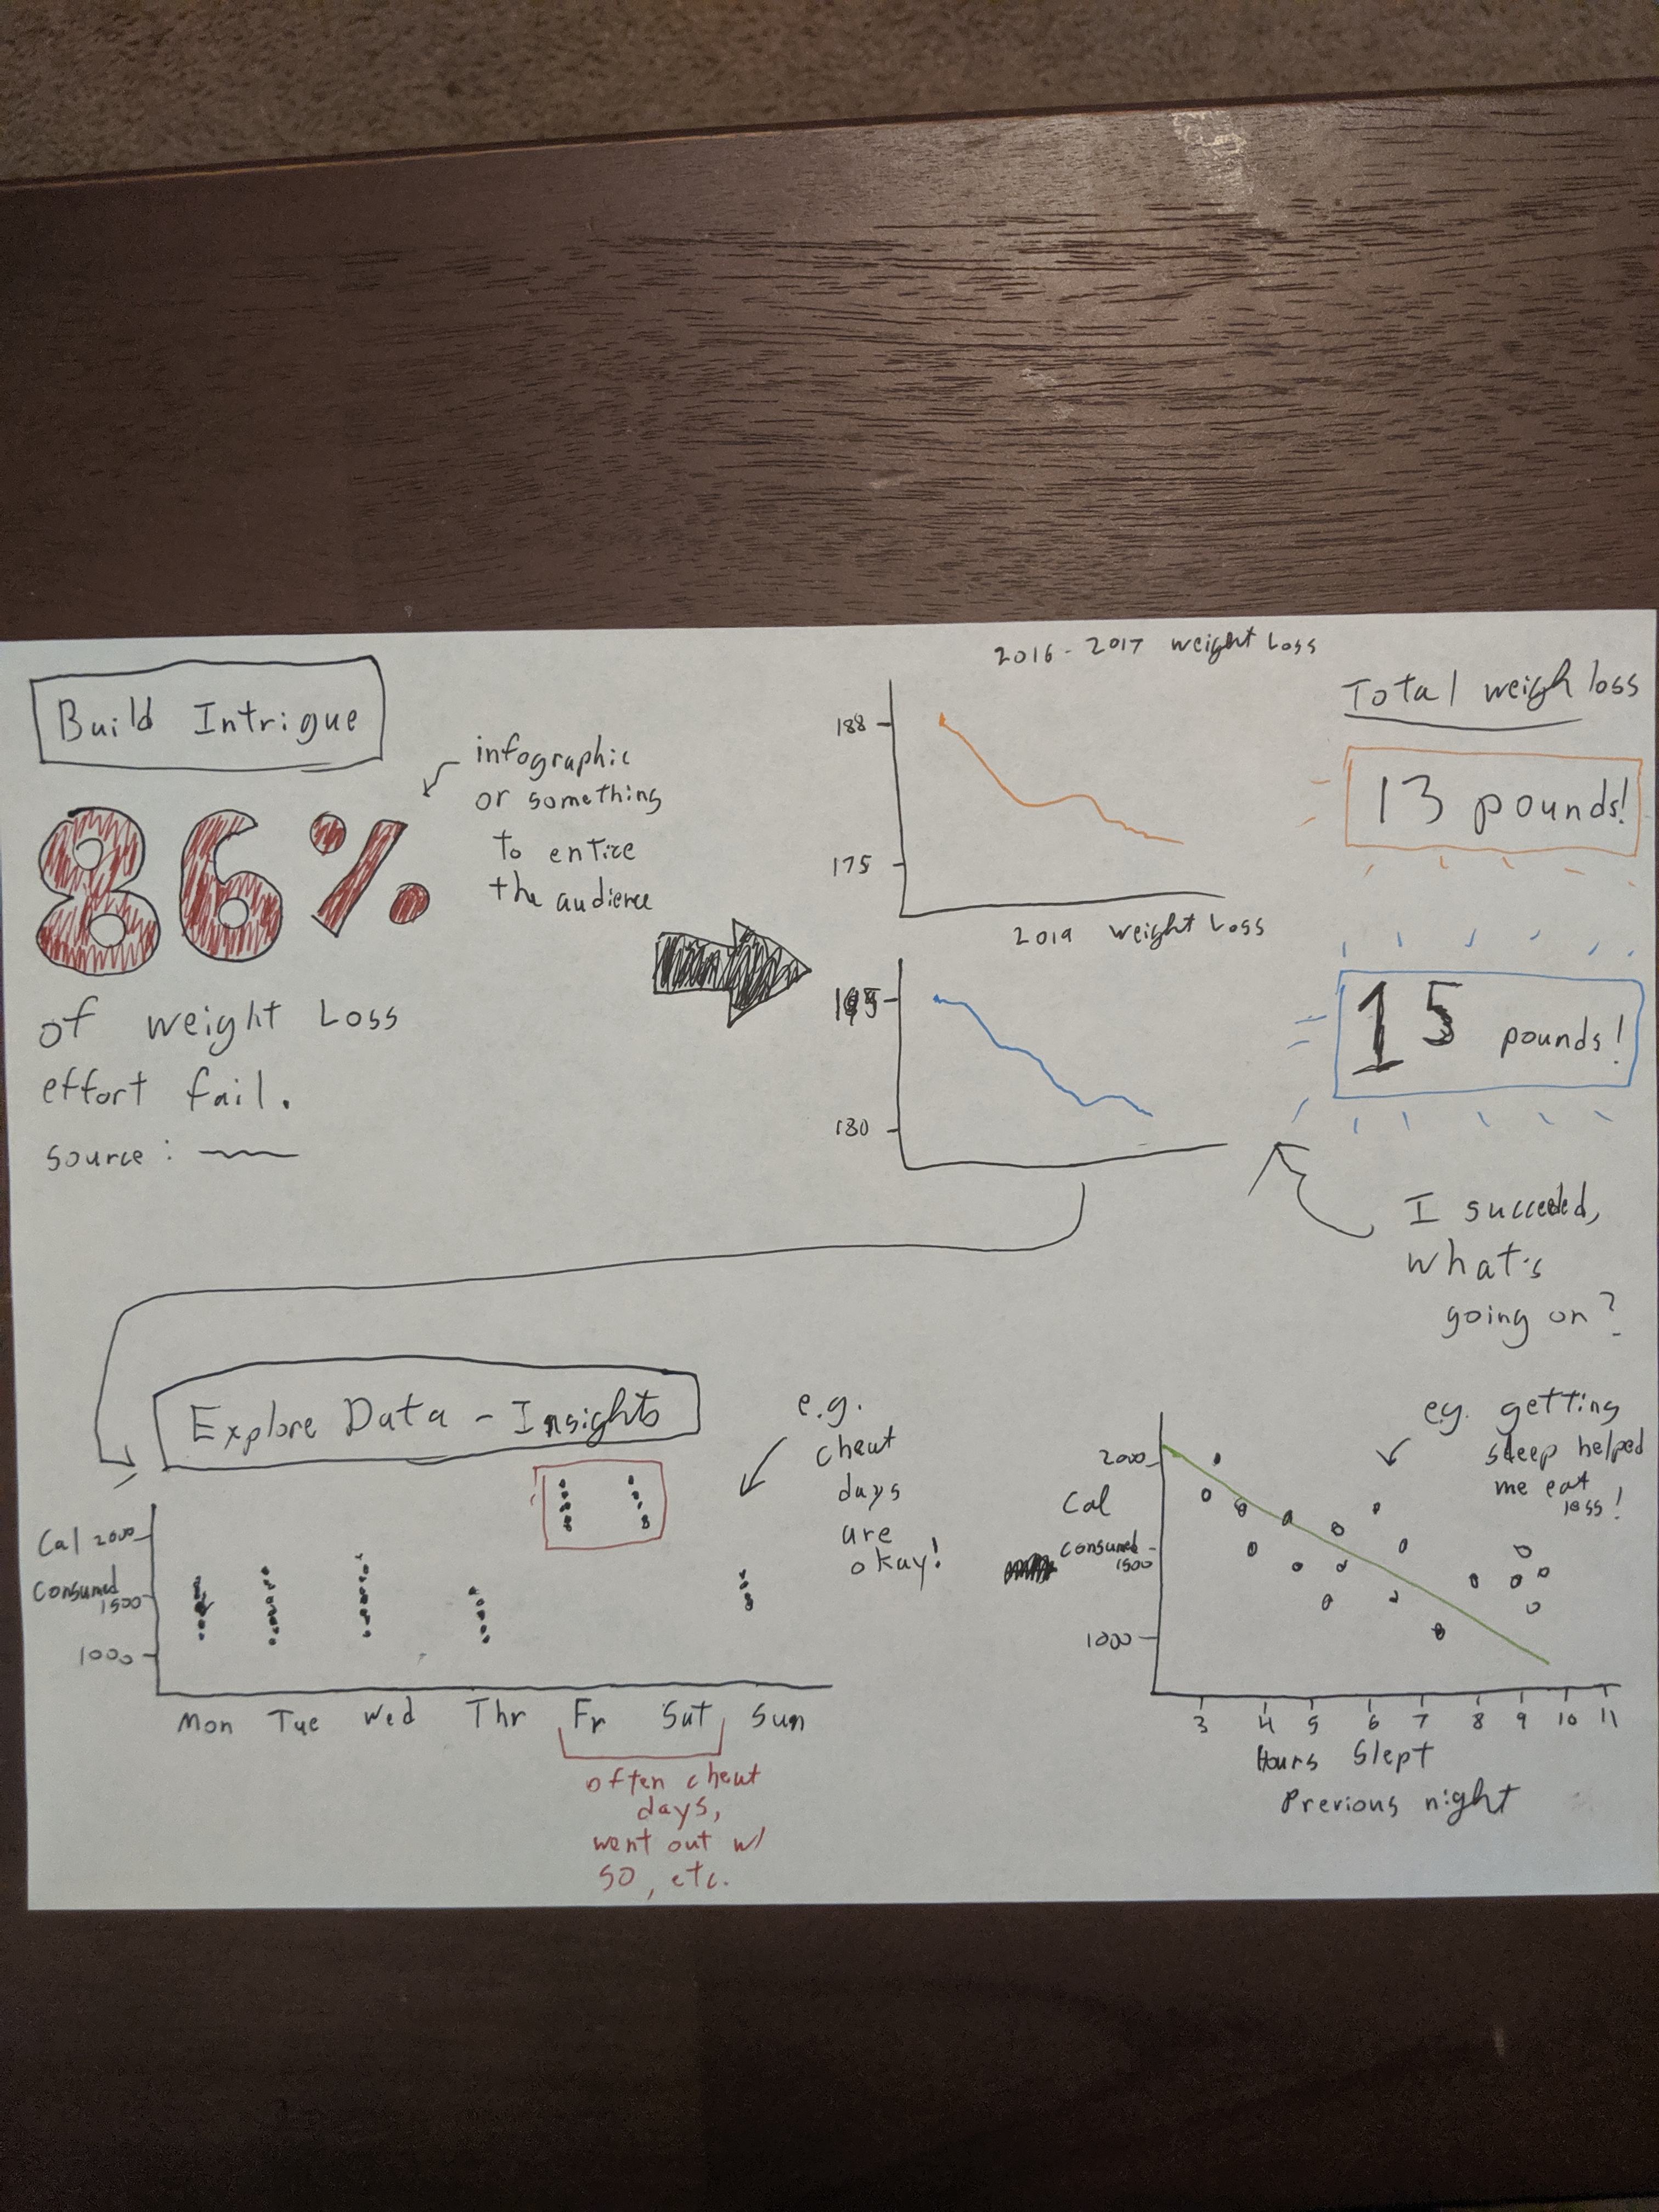 Build Intrigue
infographic
or something
to entice
the audience
86%
of weight Loss
effort fail.
source:
2016-2017 weight Loss
188
175
Total weigh loss
13 pounds!
2019 weight Loss
180
15 pounds!
I succeeded,
what's
going on?
Explore Data - Insights
e.g.
cheat
days
are
okay!
Cal
Consumed
2000
1500
1000
Mon Tue Wed Thr Fr Sat Sun
often cheat
days,
went out w/
SO, etc.
e.g. getting
sleep helped
me eat
less!
Cal
consumed
2000
1500
1000
3 4 5 6 7 8 9 10 11
Hours Slept
Previous night